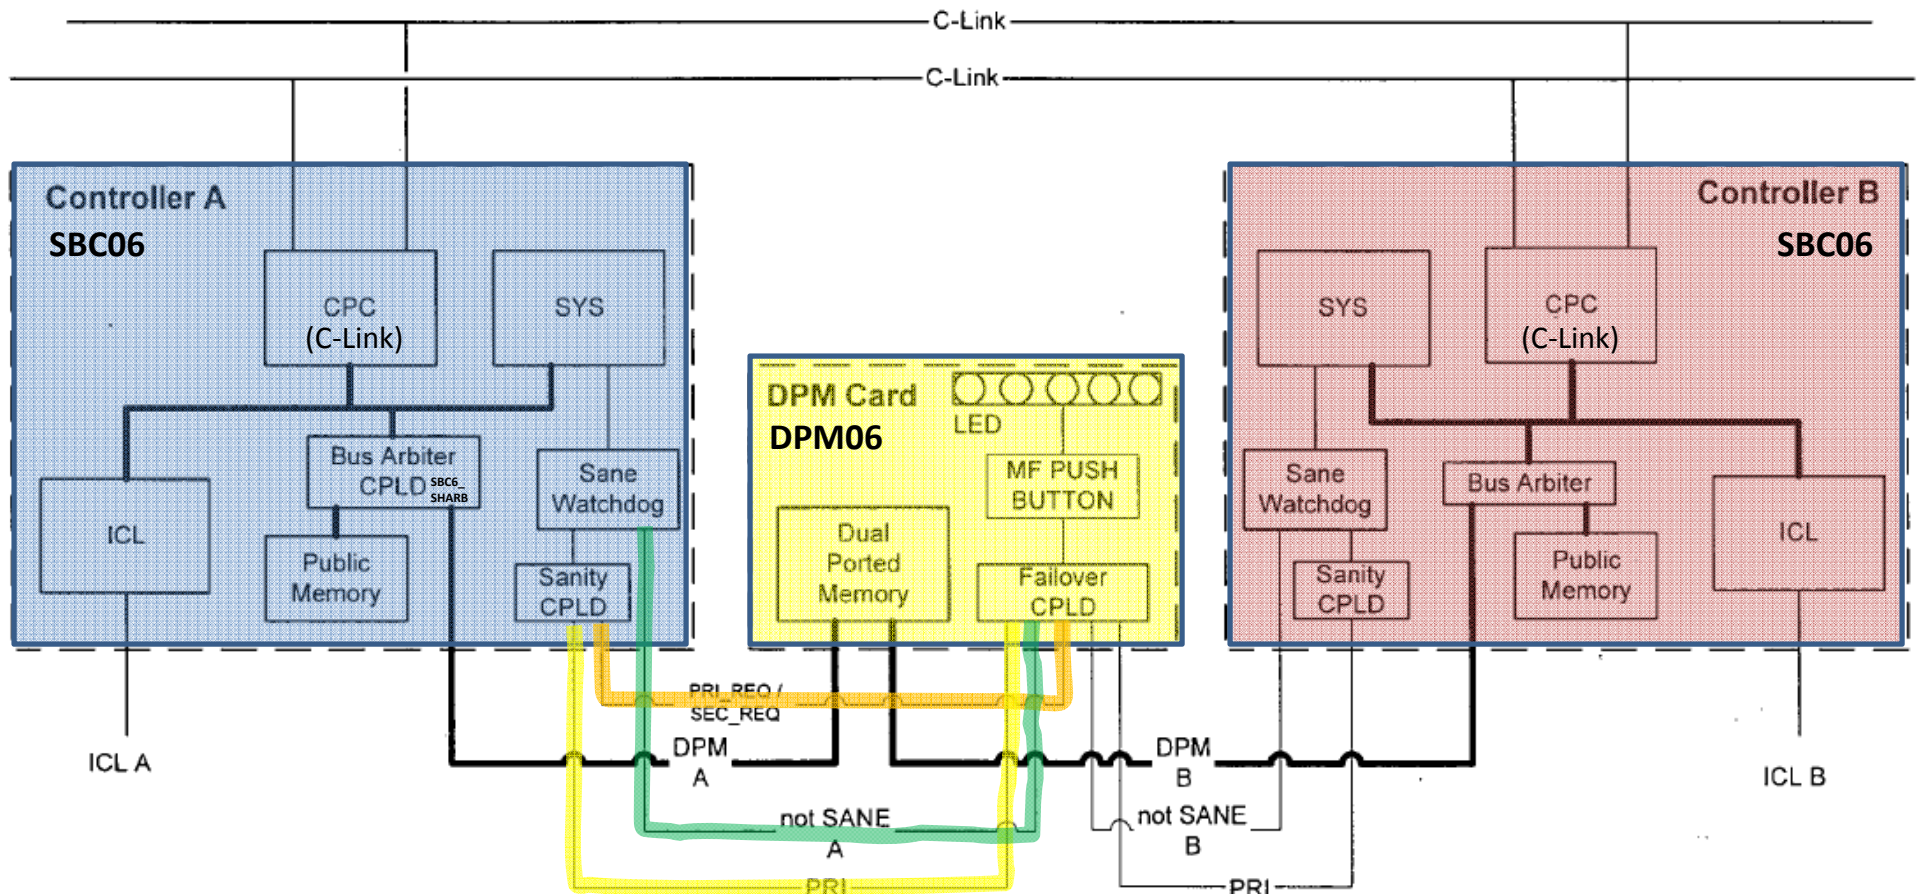 C-Link
C-Link
Controller A
SBC06
CPC
(C-Link)
SYS
Bus Arbiter
CPLD
SBC6_
SHARB
Sane
Watchdog
ICL
Public
Memory
Sanity
CPLD
DPM Card
DPM06
LED
MF PUSH
BUTTON
Dual
Ported
Memory
Failover
CPLD
Controller B
SBC06
SYS
CPC
(C-Link)
Sane
Watchdog
Bus Arbiter
ICL
Sanity
CPLD
Public
Memory
PRI_REQ /
SEC_REQ
ICL A
DPM
A
DPM
B
ICL B
not SANE
A
not SANE
B
PRI
PRI